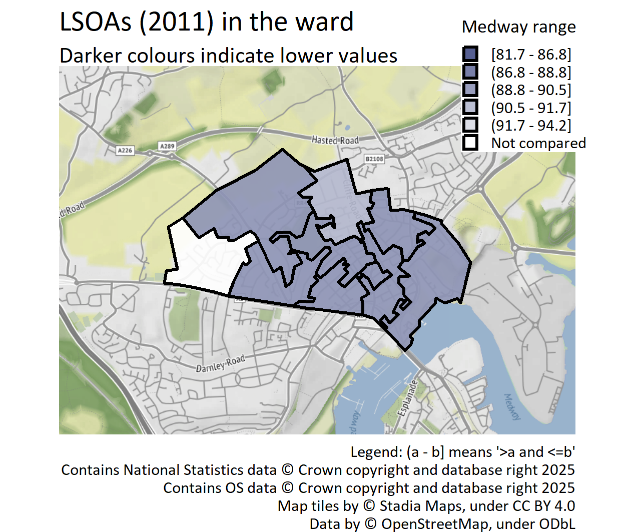 LSOAs (2011) in the ward
Darker colours indicate lower values
Medway range
[81.7 - 86.8]
(86.8 - 88.8]
(88.8 - 90.5]
(90.5 - 91.7]
(91.7 - 94.2]
Not compared
Hasted Road
A226
A289
B2108
d Road
Darnley Road
Esplanade
Medway
dway
Legend: (a - b] means '>a and <=b'
Contains National Statistics data © Crown copyright and database right 2025
Contains OS data © Crown copyright and database right 2025
Map tiles by © Stadia Maps, under CC BY 4.0
Data by © OpenStreetMap, under ODbL